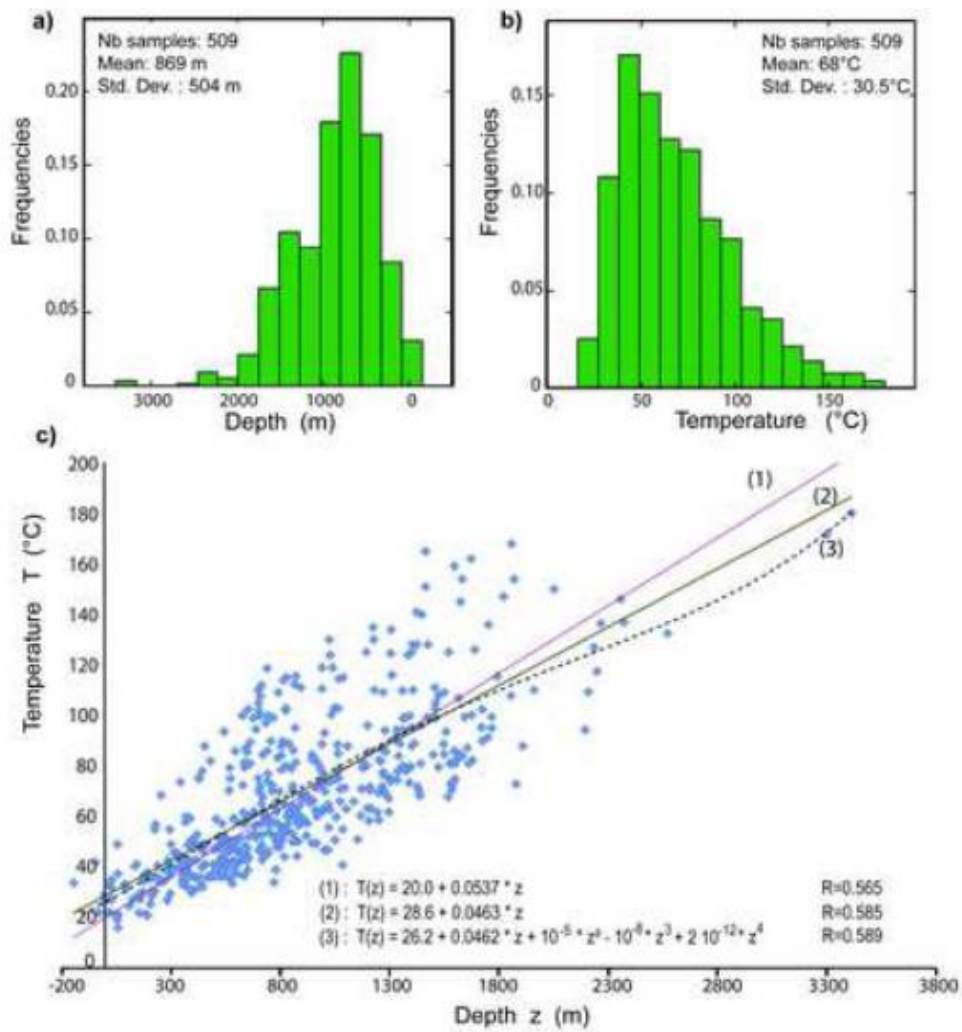 a)
Nb samples: 509
Mean: 869 m
Std. Dev. : 504 m
Frequencies
0.20
0.15
0.10
0.05
0
3000 2000 1000 0
Depth (m)
b)
Nb samples: 509
Mean: 68°C
Std. Dev. : 30.5°C
Frequencies
0.15
0.10
0.05
0
0 50 100 150
Temperature (°C)
c)
Temperature T (°C)
200
180
160
140
120
100
80
60
40
20
0
(1)
(2)
(3)
(1) : T(z) = 20.0 + 0.0537 * z R=0.565
(2) : T(z) = 28.6 + 0.0463 * z R=0.585
(3) : T(z) = 26.2 + 0.0462 * z + 10⁻⁵ * z - 10⁻⁸ * z³ + 2 10⁻¹² * z⁴ R=0.589
-200 300 800 1300 1800 2300 2800 3300 3800
Depth z (m)